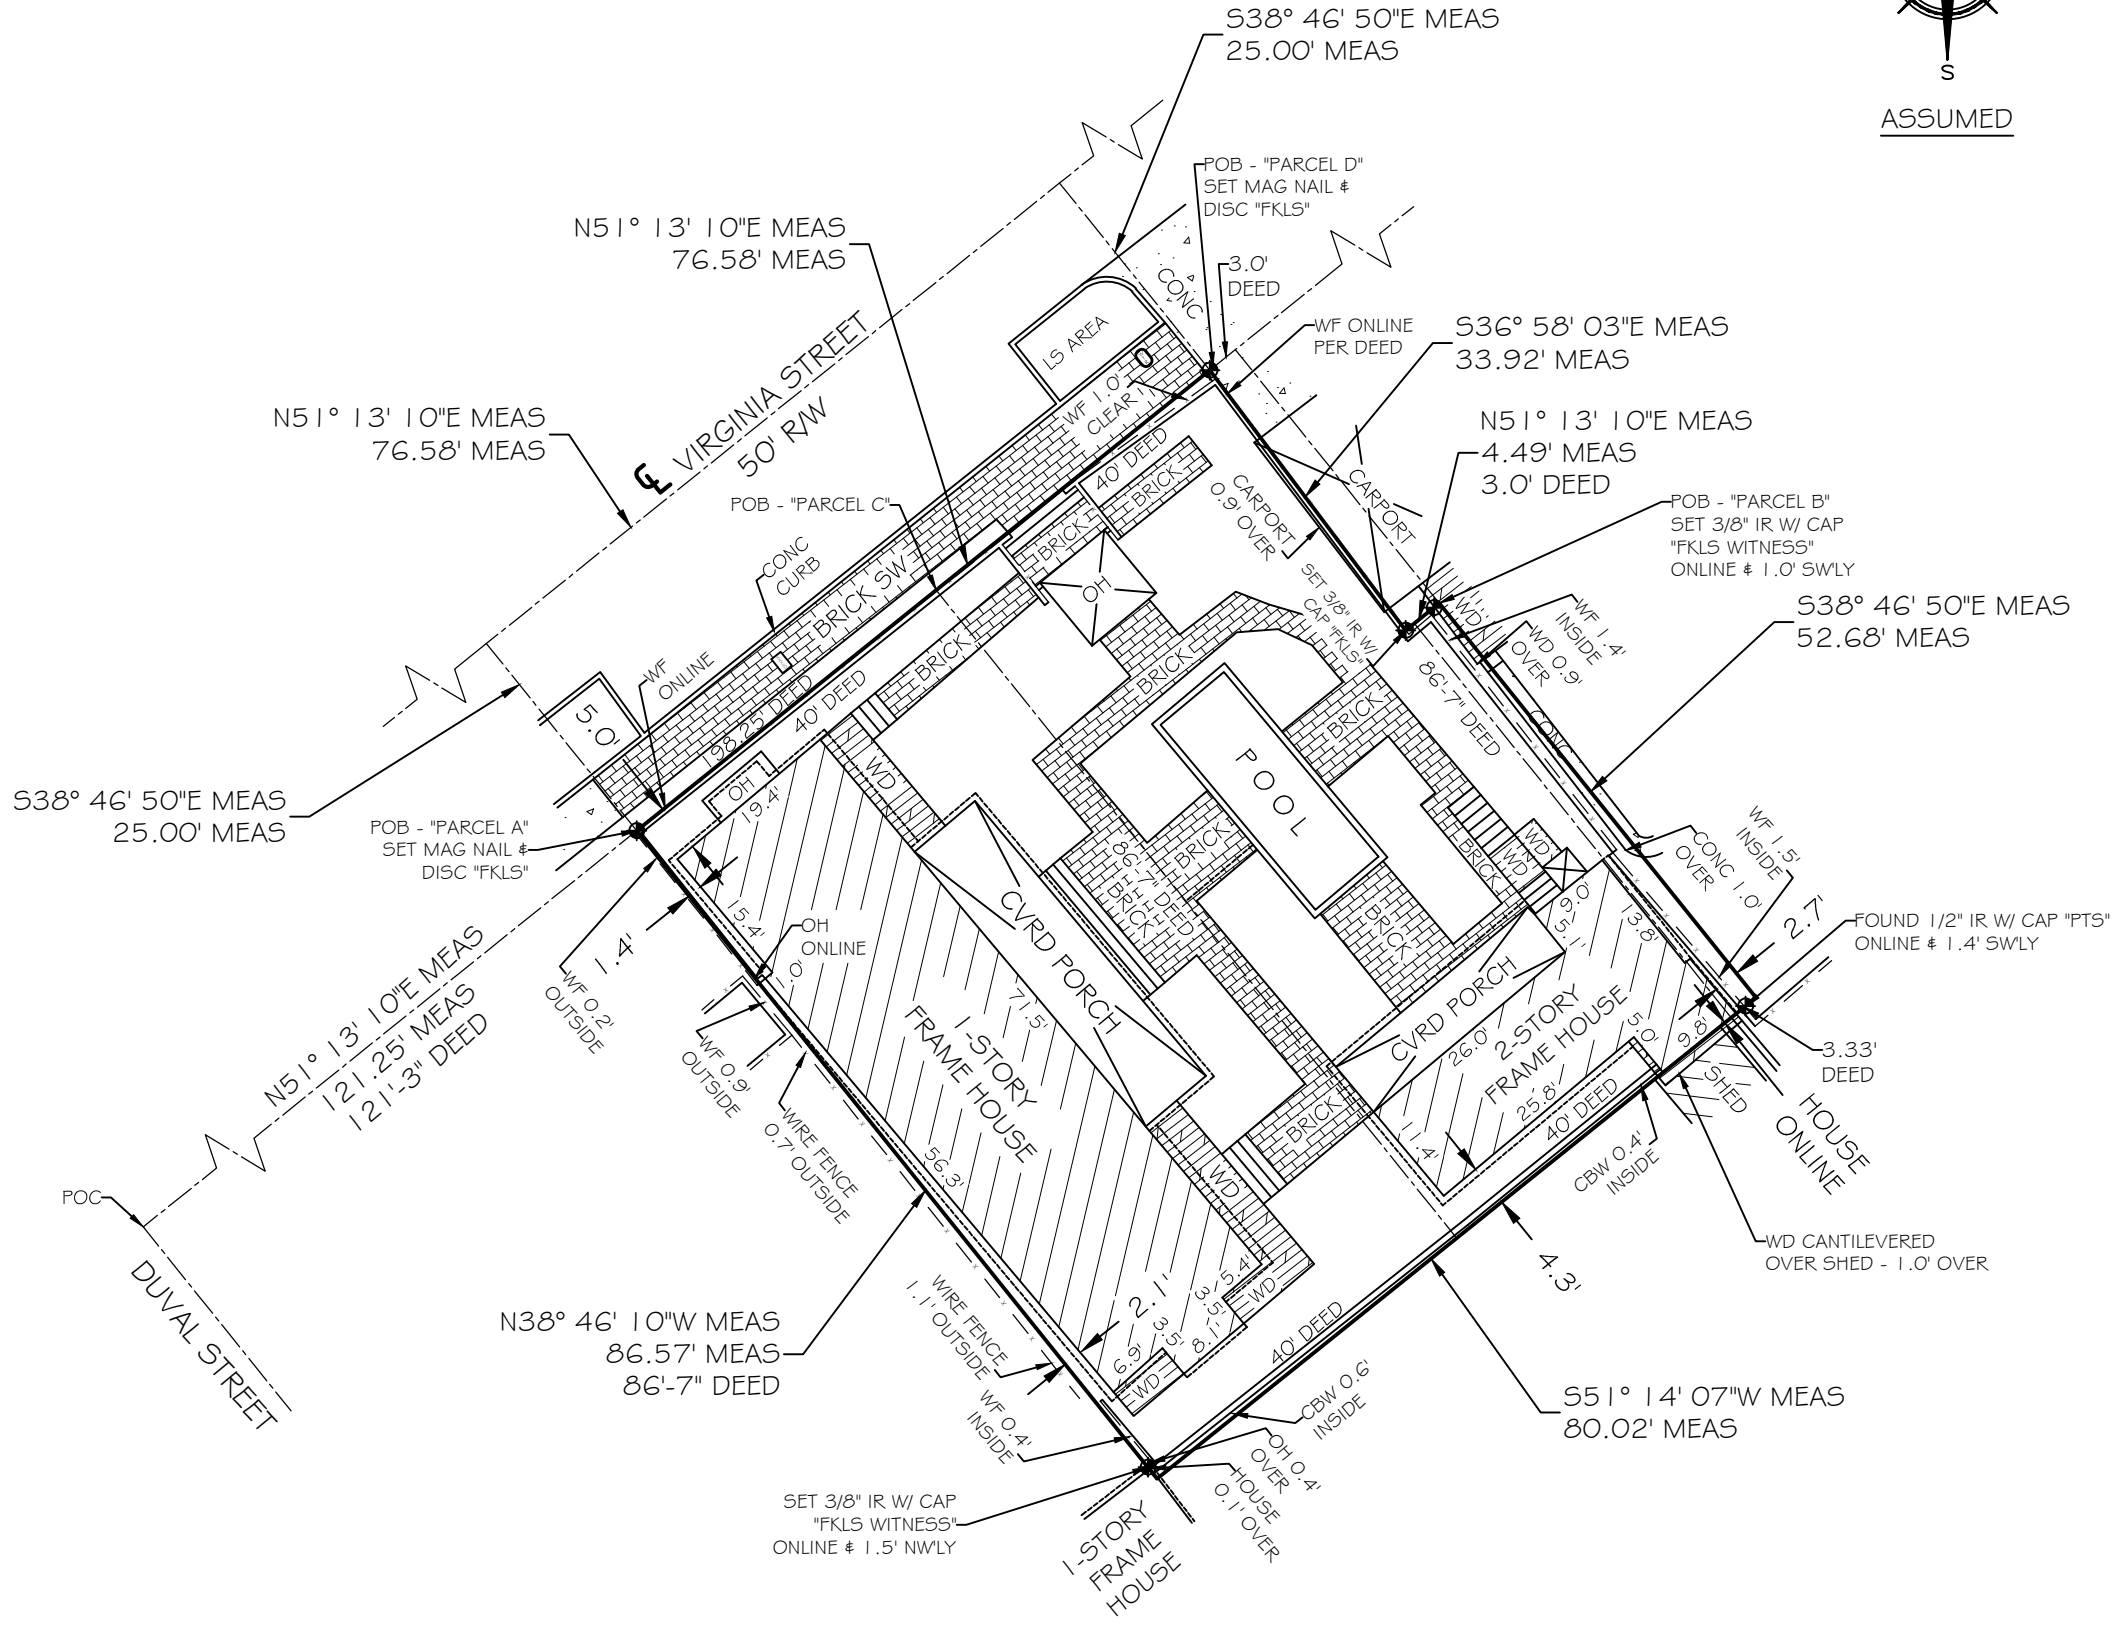 S38° 46' 50"E MEAS
25.00' MEAS
S
ASSUMED
POB - "PARCEL D"
SET MAG NAIL &
DISC "FKLS"
N51° 13' 10"E MEAS
76.58' MEAS
3.0'
DEED
CONC
LS AREA
WF ONLINE
PER DEED
S36° 58' 03"E MEAS
33.92' MEAS
N51° 13' 10"E MEAS
76.58' MEAS
℄ VIRGINIA STREET
50' R/W
WF 1.0'
CLEAR
N51° 13' 10"E MEAS
4.49' MEAS
3.0' DEED
40' DEED
BRICK
CARPORT
0.9' OVER
CARPORT
POB - "PARCEL C"
POB - "PARCEL B"
SET 3/8" IR W/ CAP
"FKLS WITNESS"
ONLINE & 1.0' SW'LY
CONC
CURB
BRICK SW
BRICK
OH
SET 3/8" IR W/
CAP "FKLS"
WD
WF 1.4'
INSIDE
WD 0.9'
OVER
S38° 46' 50"E MEAS
52.68' MEAS
WF
ONLINE
BRICK
BRICK
BRICK
86'-7" DEED
CONC
5.0'
98.25' DEED
40' DEED
POOL
S38° 46' 50"E MEAS
25.00' MEAS
OH
19.4'
WD
POB - "PARCEL A"
SET MAG NAIL &
DISC "FKLS"
BRICK
BRICK
86'-7" DEED
BRICK
BRICK
WD
WD
CONC 1.0'
OVER
WF 1.5'
INSIDE
2.7'
FOUND 1/2" IR W/ CAP "PTS"
ONLINE & 1.4' SW'LY
15.4'
CVRD PORCH
9.0'
5.1'
13.8'
OH
ONLINE
1.4'
WF 0.2'
OUTSIDE
N51° 13' 10"E MEAS
121.25' MEAS
121'-3" DEED
1-STORY
FRAME HOUSE
71.5'
CVRD PORCH
26.0'
2-STORY
FRAME HOUSE
5.0'
9.8'
3.33'
DEED
WF 0.9'
OUTSIDE
WIRE FENCE
0.7' OUTSIDE
SHED
25.8'
40' DEED
HOUSE
ONLINE
BRICK
56.3'
WD
CBW 0.4'
INSIDE
POC
DUVAL STREET
WD CANTILEVERED
OVER SHED - 1.0' OVER
4.3'
WIRE FENCE
1.1' OUTSIDE
2.1'
5.4'
3.5'
WD
3.5'
8.1'
6.9'
WD
N38° 46' 10"W MEAS
86.57' MEAS
86'-7" DEED
40' DEED
CBW 0.6'
INSIDE
S51° 14' 07"W MEAS
80.02' MEAS
WF 0.4'
INSIDE
OH 0.4'
OVER
HOUSE
0.1' OVER
SET 3/8" IR W/ CAP
"FKLS WITNESS"
ONLINE & 1.5' NW'LY
1-STORY
FRAME
HOUSE